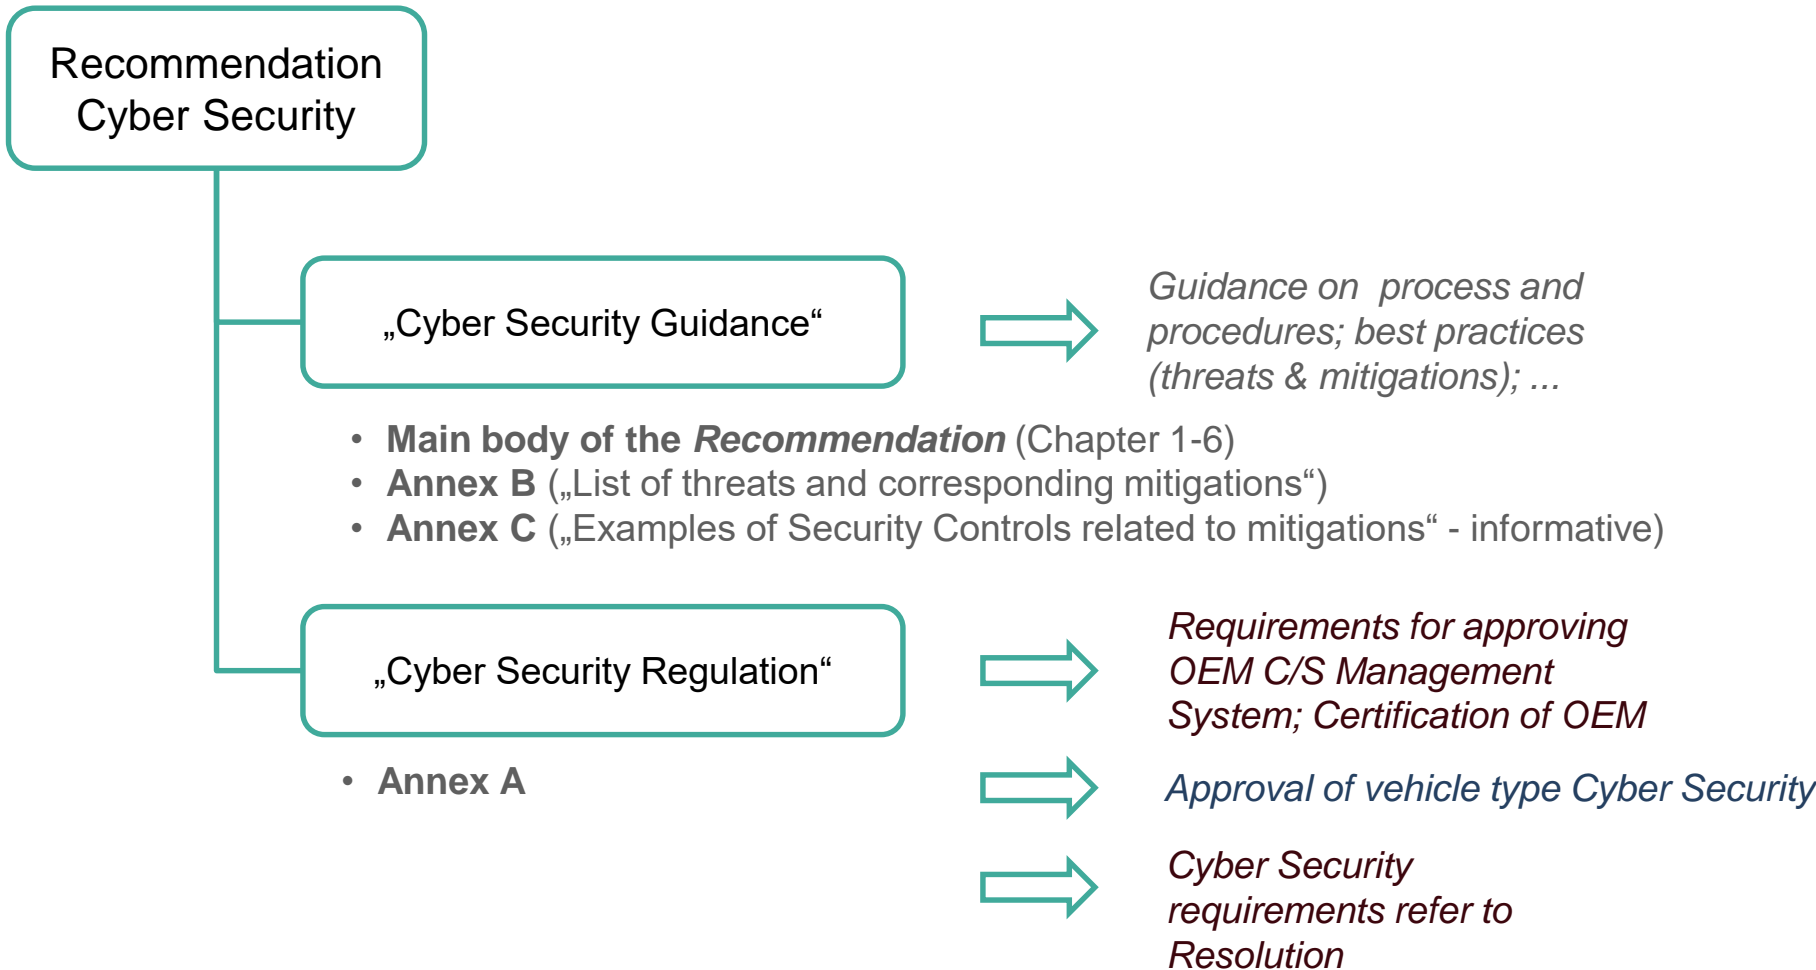 Recommendation
Cyber Security
„Cyber Security Guidance“
Guidance on process and
procedures; best practices
(threats & mitigations); ...
• Main body of the Recommendation (Chapter 1-6)
• Annex B („List of threats and corresponding mitigations“)
• Annex C („Examples of Security Controls related to mitigations“ - informative)
„Cyber Security Regulation“
Requirements for approving
OEM C/S Management
System; Certification of OEM
• Annex A
Approval of vehicle type Cyber Security
Cyber Security
requirements refer to
Resolution